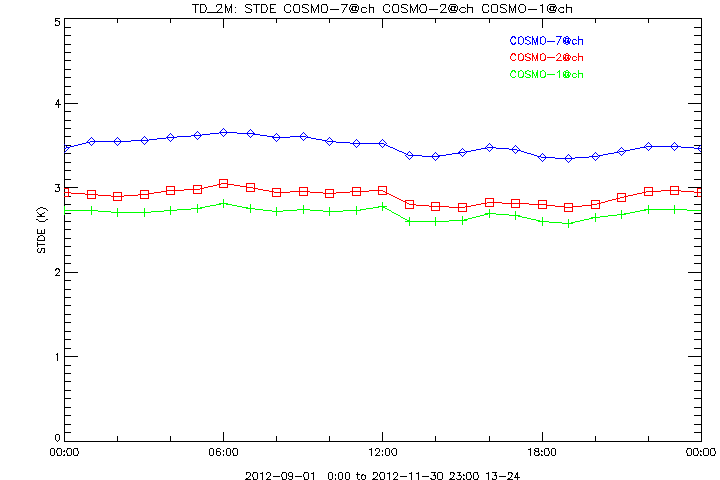 TD_2M: STDE COSMO-7@ch COSMO-2@ch COSMO-1@ch
COSMO-7@ch
COSMO-2@ch
COSMO-1@ch
5
4
3
2
1
0
STDE (K)
00:00 06:00 12:00 18:00 00:00
2012-09-01 0:00 to 2012-11-30 23:00 13-24